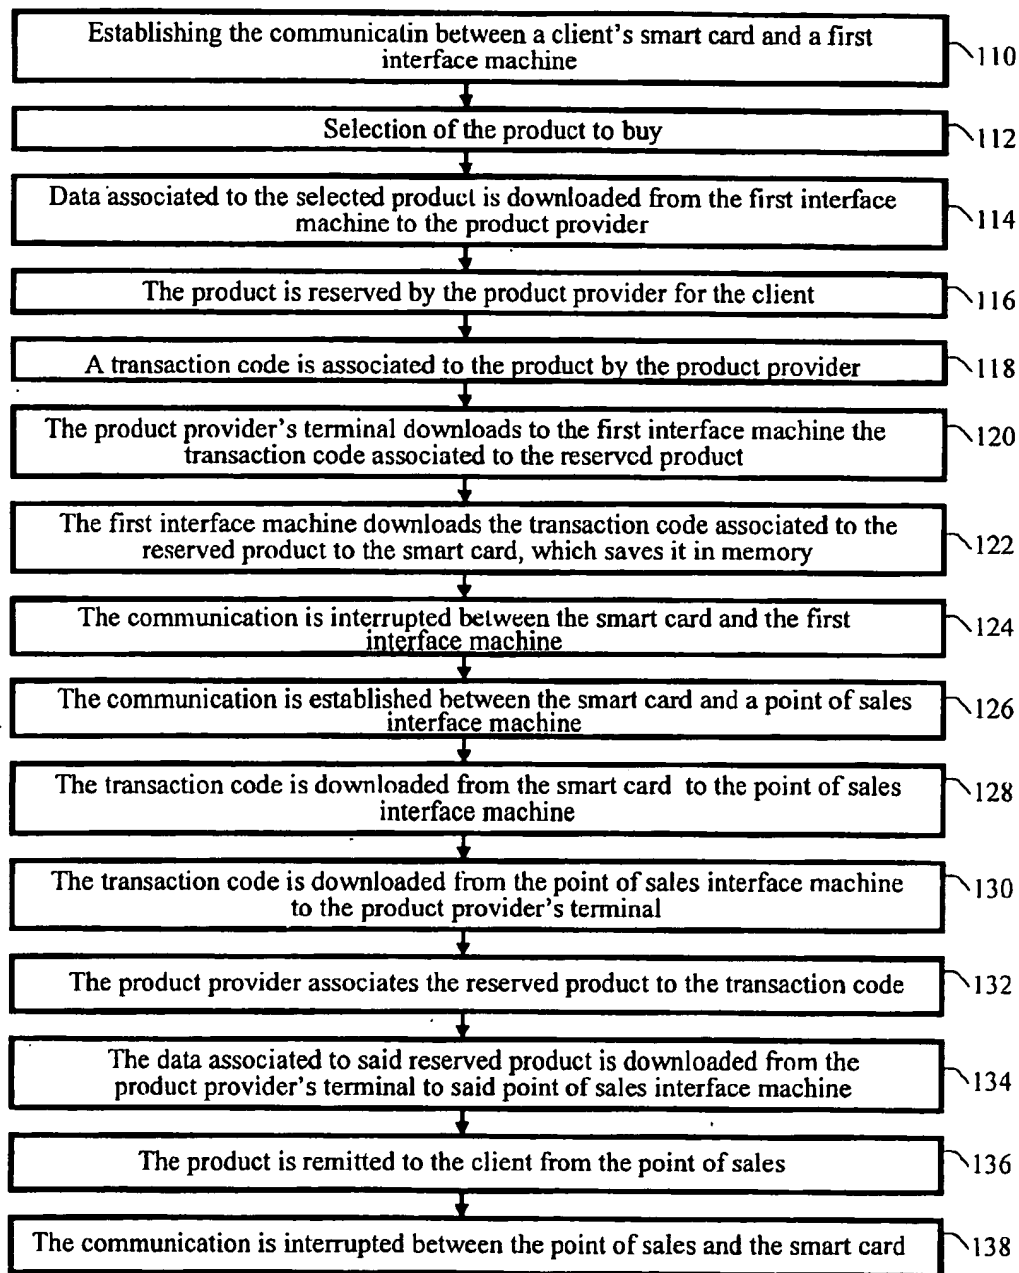 Establishing the communicatin between a client's smart card and a first
interface machine
110
Selection of the product to buy
112
Data associated to the selected product is downloaded from the first interface
machine to the product provider
114
The product is reserved by the product provider for the client
116
A transaction code is associated to the product by the product provider
118
The product provider's terminal downloads to the first interface machine the
transaction code associated to the reserved product
120
The first interface machine downloads the transaction code associated to the
reserved product to the smart card, which saves it in memory
122
The communication is interrupted between the smart card and the first
interface machine
124
The communication is established between the smart card and a point of sales
interface machine
126
The transaction code is downloaded from the smart card to the point of sales
interface machine
128
The transaction code is downloaded from the point of sales interface machine
to the product provider's terminal
130
The product provider associates the reserved product to the transaction code
132
The data associated to said reserved product is downloaded from the
product provider's terminal to said point of sales interface machine
134
The product is remitted to the client from the point of sales
136
The communication is interrupted between the point of sales and the smart card
138